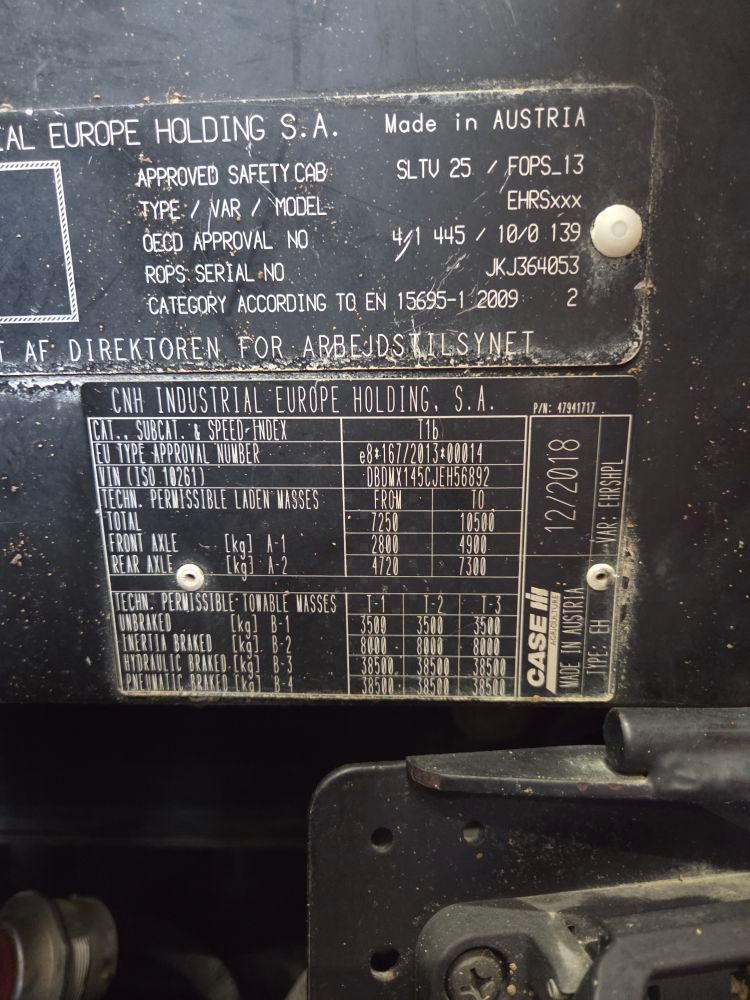 IAL EUROPE HOLDING S.A. Made in AUSTRIA
APPROVED SAFETY CAB SLTV 25 / FOPS_13
TYPE / VAR / MODEL EHRSxxx
OECD APPROVAL NO 4/1 445 / 10/0 139
ROPS SERIAL NO JKJ364053
CATEGORY ACCORDING TO EN 15695-1 2009 2
T AF DIREKTOREN FOR ARBEJDSTILSYNET
CNH INDUSTRIAL EUROPE HOLDING, S.A. P/N: 47941717
CAT., SUBCAT. & SPEED-INDEX T1b
EU TYPE APPROVAL NUMBER e8*167/2013*00014
VIN (ISO 10261) DBDMX145CJEH56892
TECHN. PERMISSIBLE LADEN MASSES FROM TO
TOTAL 7250 10500
FRONT AXLE [kg] A-1 2800 4900
REAR AXLE [kg] A-2 4720 7300
TECHN. PERMISSIBLE TOWABLE MASSES T-1 T-2 T-3
UNBRAKED [kg] B-1 3500 3500 3500
INERTIA BRAKED [kg] B-2 8000 8000 8000
HYDRAULIC BRAKED [kg] B-3 38500 38500 38500
PNEUMATIC BRAKED [kg] B-4 38500 38500 38500
12/2018
VAR: EHRSHPL
CASE IH
AGRICULTURE
MADE IN AUSTRIA:
TYPE: EH